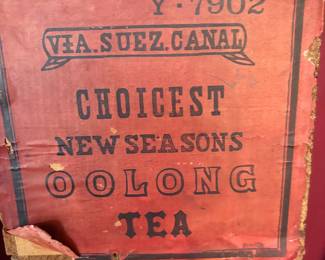 Y·7902
VIA.SUEZ.CANAL
CHOICEST
NEW SEASONS
OOLONG
TEA